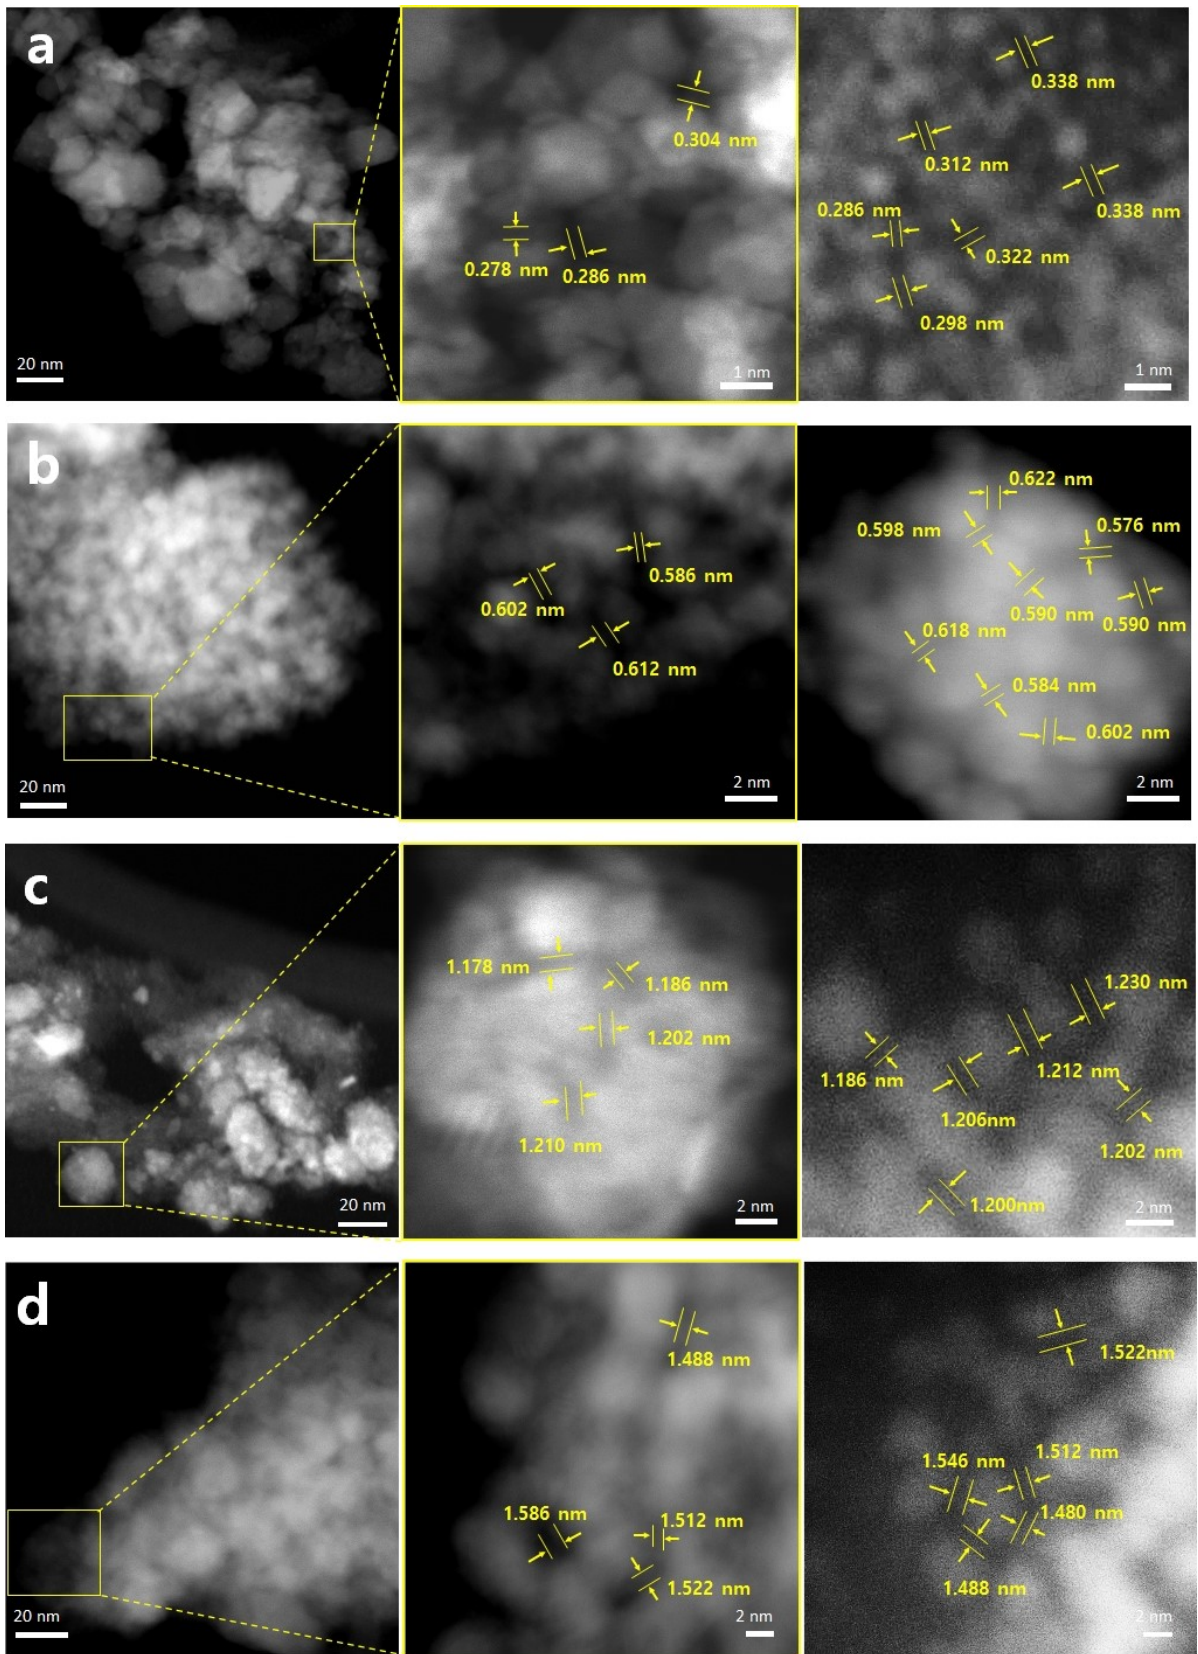 a
20 nm
0.304 nm
0.278 nm
0.286 nm
1 nm
0.338 nm
0.312 nm
0.338 nm
0.286 nm
0.322 nm
0.298 nm
1 nm
b
20 nm
0.586 nm
0.602 nm
0.612 nm
2 nm
0.622 nm
0.598 nm
0.576 nm
0.590 nm
0.590 nm
0.618 nm
0.584 nm
0.602 nm
2 nm
c
20 nm
1.178 nm
1.186 nm
1.202 nm
1.210 nm
2 nm
1.230 nm
1.186 nm
1.212 nm
1.206nm
1.202 nm
1.200nm
2 nm
d
20 nm
1.488 nm
1.586 nm
1.512 nm
1.522 nm
2 nm
1.522nm
1.546 nm
1.512 nm
1.480 nm
1.488 nm
2 nm